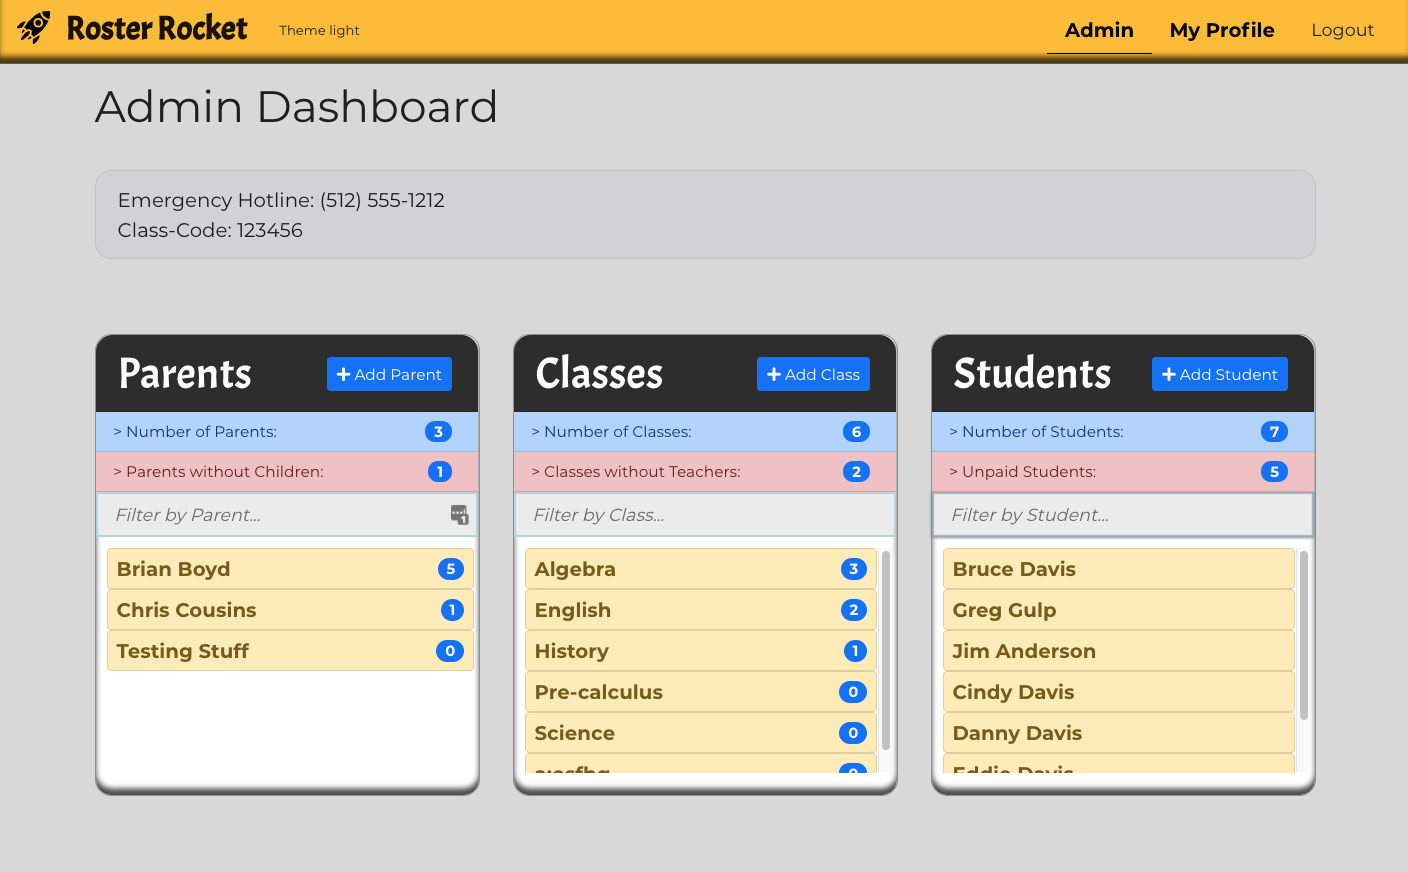 Roster Rocket
Theme light
Admin
My Profile
Logout
Admin Dashboard
Emergency Hotline: (512) 555-1212
Class-Code: 123456
Parents
Add Parent
> Number of Parents: 3
> Parents without Children: 1
Filter by Parent...
1
Brian Boyd 5
Chris Cousins 1
Testing Stuff 0
Classes
Add Class
> Number of Classes: 6
> Classes without Teachers: 2
Filter by Class...
Algebra 3
English 2
History 1
Pre-calculus 0
Science 0
0
Students
Add Student
> Number of Students: 7
> Unpaid Students: 5
Filter by Student...
Bruce Davis
Greg Gulp
Jim Anderson
Cindy Davis
Danny Davis
Eddie Davis